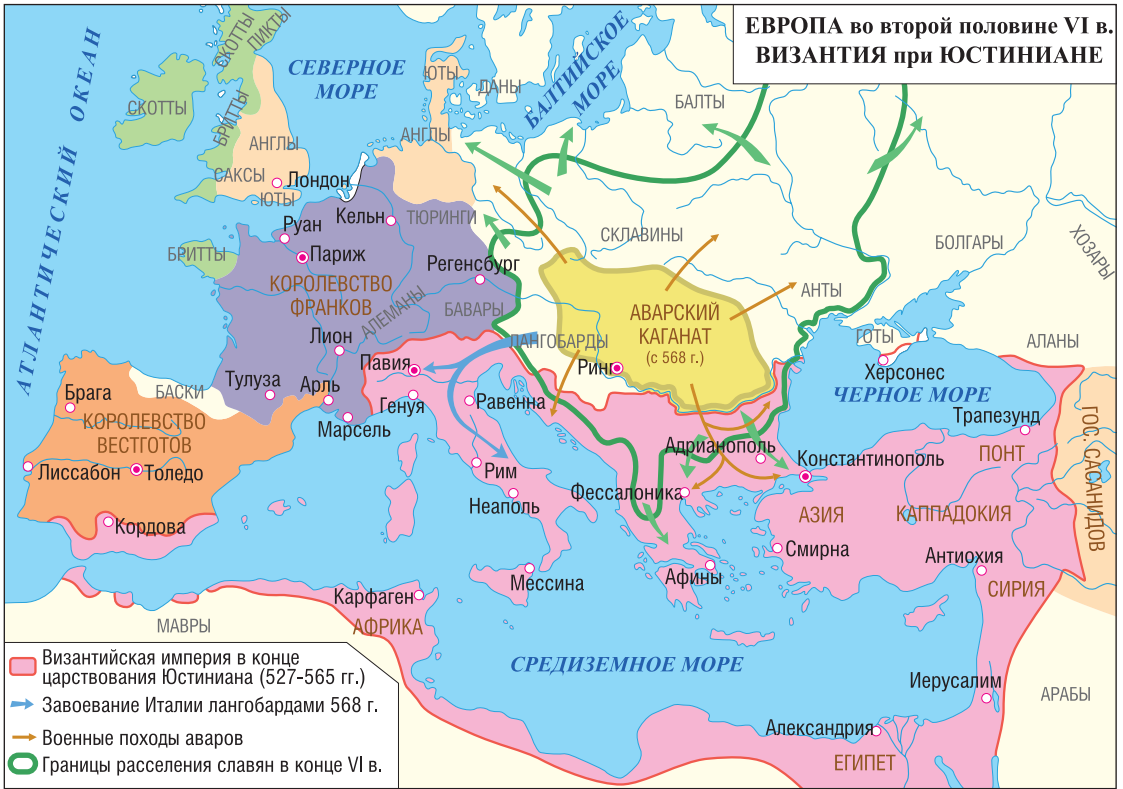 ЕВРОПА во второй половине VI в.
ВИЗАНТИЯ при ЮСТИНИАНЕ
АТЛАНТИЧЕСКИЙ ОКЕАН
СЕВЕРНОЕ
МОРЕ
БАЛТИЙСКОЕ
МОРЕ
СКОТТЫ
ПИКТЫ
СКОТТЫ
БРИТТЫ
АНГЛЫ
САКСЫ
ЮТЫ
Лондон
ЮТЫ
ДАНЫ
АНГЛЫ
БАЛТЫ
Кельн
ТЮРИНГИ
Руан
Париж
БРИТТЫ
КОРОЛЕВСТВО
ФРАНКОВ
Регенсбург
АЛЕМАНЫ
БАВАРЫ
СКЛАВИНЫ
БОЛГАРЫ
ХОЗАРЫ
АНТЫ
АВАРСКИЙ
КАГАНАТ
(с 568 г.)
ЛАНГОБАРДЫ
Ринг
ГОТЫ
Херсонес
АЛАНЫ
ЧЕРНОЕ МОРЕ
Лион
Павия
Тулуза
Арль
Генуя
Равенна
Марсель
БАСКИ
Брага
КОРОЛЕВСТВО
ВЕСТГОТОВ
Лиссабон
Толедо
Кордова
Рим
Неаполь
Мессина
Адрианополь
Константинополь
Фессалоника
Трапезунд
ПОНТ
ГОС. САСАНИДОВ
АЗИЯ
КАППАДОКИЯ
Смирна
Афины
Антиохия
СИРИЯ
Карфаген
АФРИКА
МАВРЫ
СРЕДИЗЕМНОЕ МОРЕ
Иерусалим
АРАБЫ
Александрия
ЕГИПЕТ
Византийская империя в конце
царствования Юстиниана (527-565 гг.)
Завоевание Италии лангобардами 568 г.
Военные походы аваров
Границы расселения славян в конце VI в.